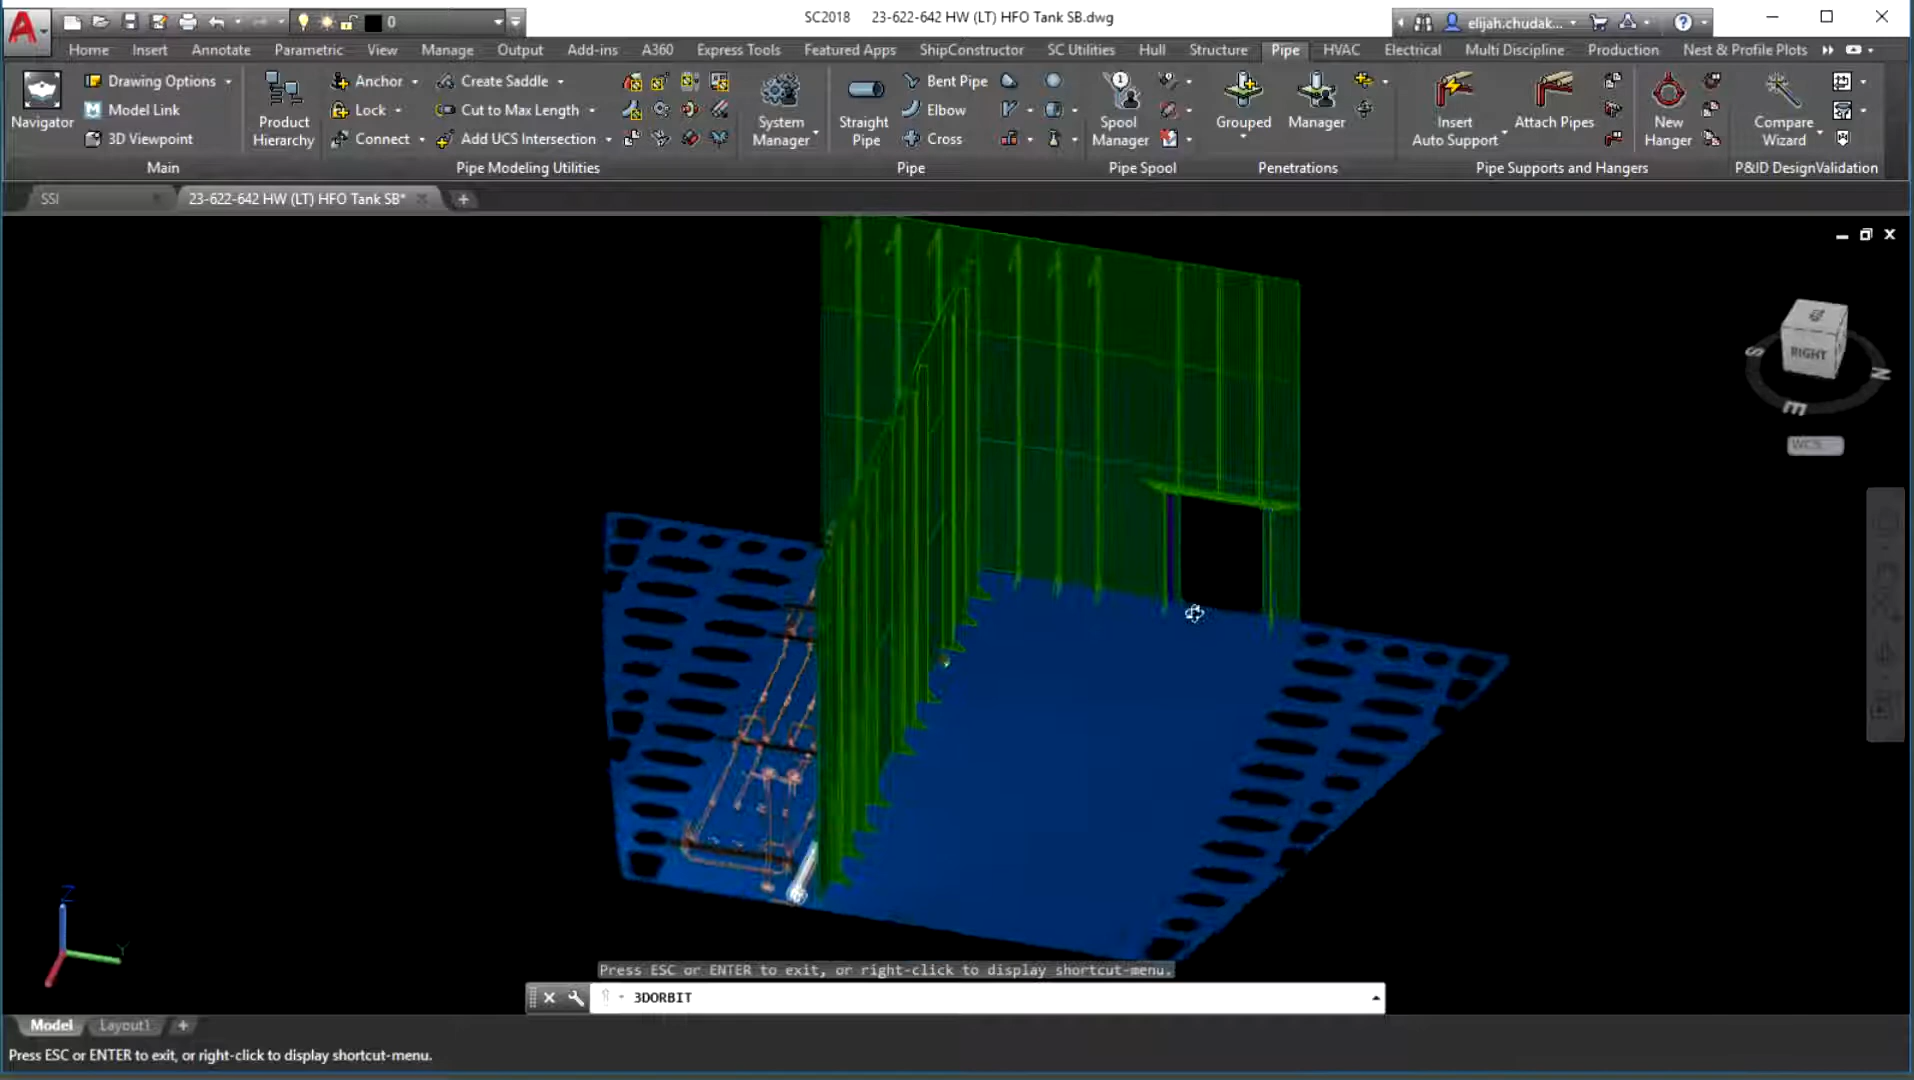 SC2018 23-622-642 HW (LT) HFO Tank SB.dwg
0
elijah.chudak...
Home Insert Annotate Parametric View Manage Output Add-ins A360 Express Tools Featured Apps ShipConstructor SC Utilities Hull Structure Pipe HVAC Electrical Multi Discipline Production Nest & Profile Plots
Navigator
Drawing Options
Model Link
3D Viewpoint
Main
Product
Hierarchy
Anchor
Lock
Connect
Create Saddle
Cut to Max Length
Add UCS Intersection
Pipe Modeling Utilities
System
Manager
Straight
Pipe
Bent Pipe
Elbow
Cross
Pipe
Spool
Manager
Pipe Spool
Grouped
Manager
Penetrations
Insert
Auto Support
Attach Pipes
New
Hanger
Pipe Supports and Hangers
Compare
Wizard
P&ID DesignValidation
SSI
23-622-642 HW (LT) HFO Tank SB*
RIGHT
S
N
E
WCS
Z
Y
Press ESC or ENTER to exit, or right-click to display shortcut-menu.
3DORBIT
Model Layout1
Press ESC or ENTER to exit, or right-click to display shortcut-menu.